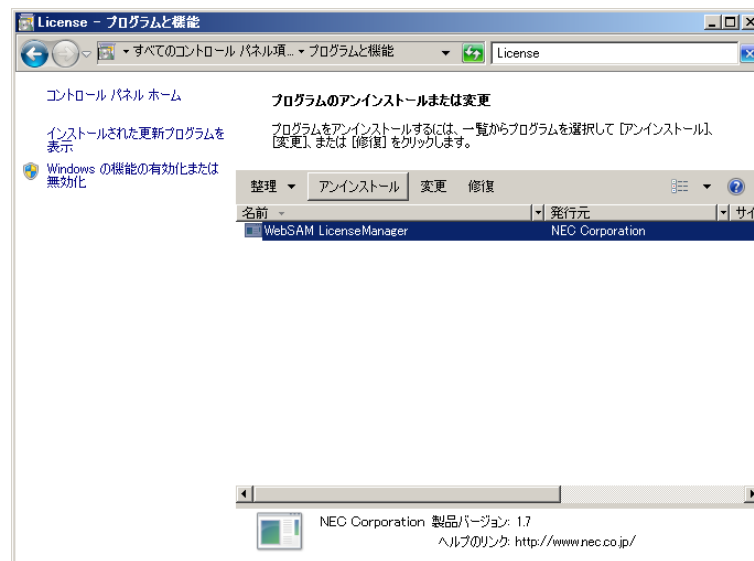 License - プログラムと機能
すべてのコントロール パネル項... プログラムと機能
License
コントロール パネル ホーム
インストールされた更新プログラムを
表示
Windows の機能の有効化または
無効化
プログラムのアンインストールまたは変更
プログラムをアンインストールするには、一覧からプログラムを選択して [アンインストール]、
[変更]、または [修復] をクリックします。
整理 アンインストール 変更 修復
名前 発行元 サイ
WebSAM LicenseManager NEC Corporation
NEC Corporation 製品バージョン: 1.7
ヘルプのリンク: http://www.nec.co.jp/